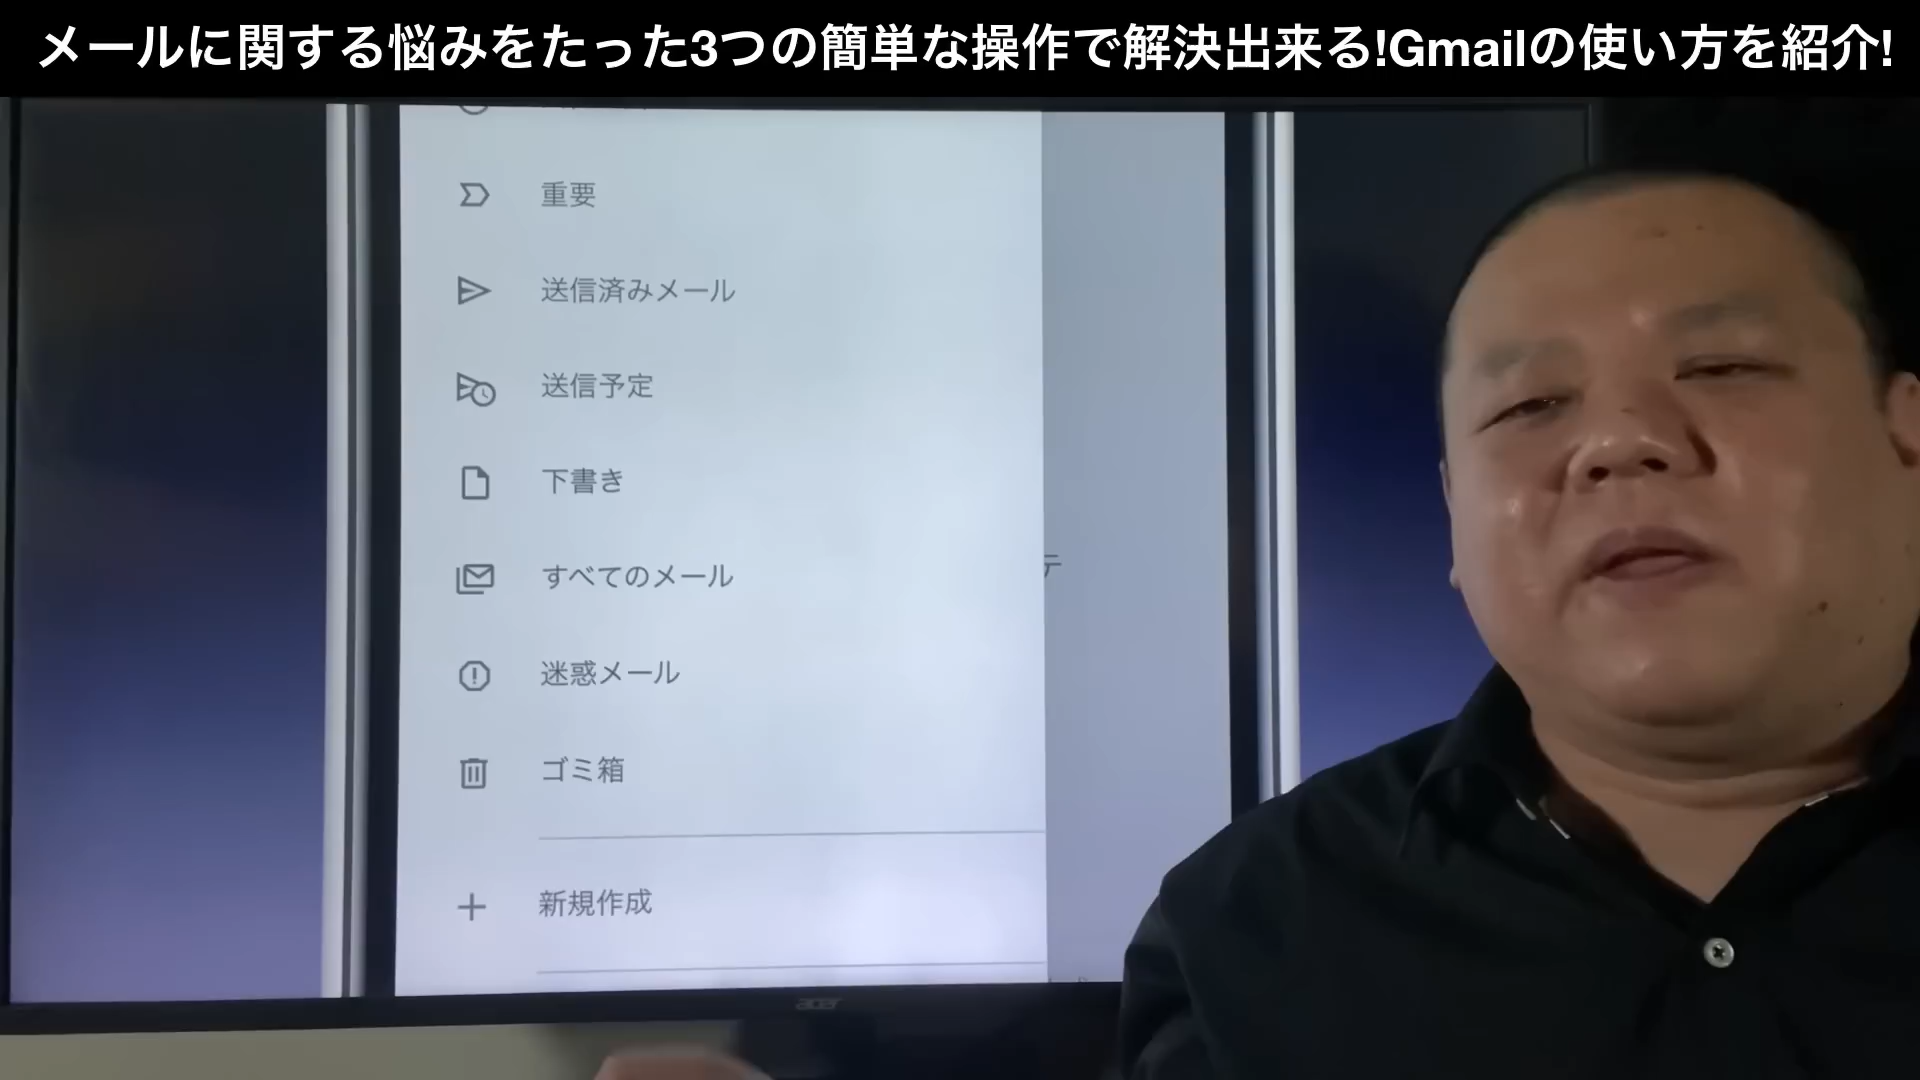 メールに関する悩みをたった3つの簡単な操作で解決出来る!Gmailの使い方を紹介!
重要
送信済みメール
送信予定
下書き
すべてのメール
テ
迷惑メール
ゴミ箱
新規作成
acer